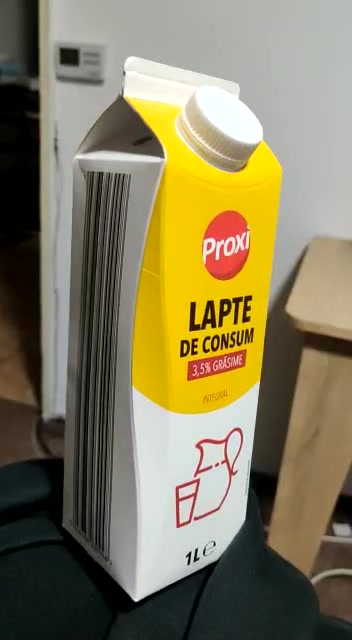 Proxi
LAPTE
DE CONSUM
3,5% GRĂSIME
INTEGRAL
1L℮